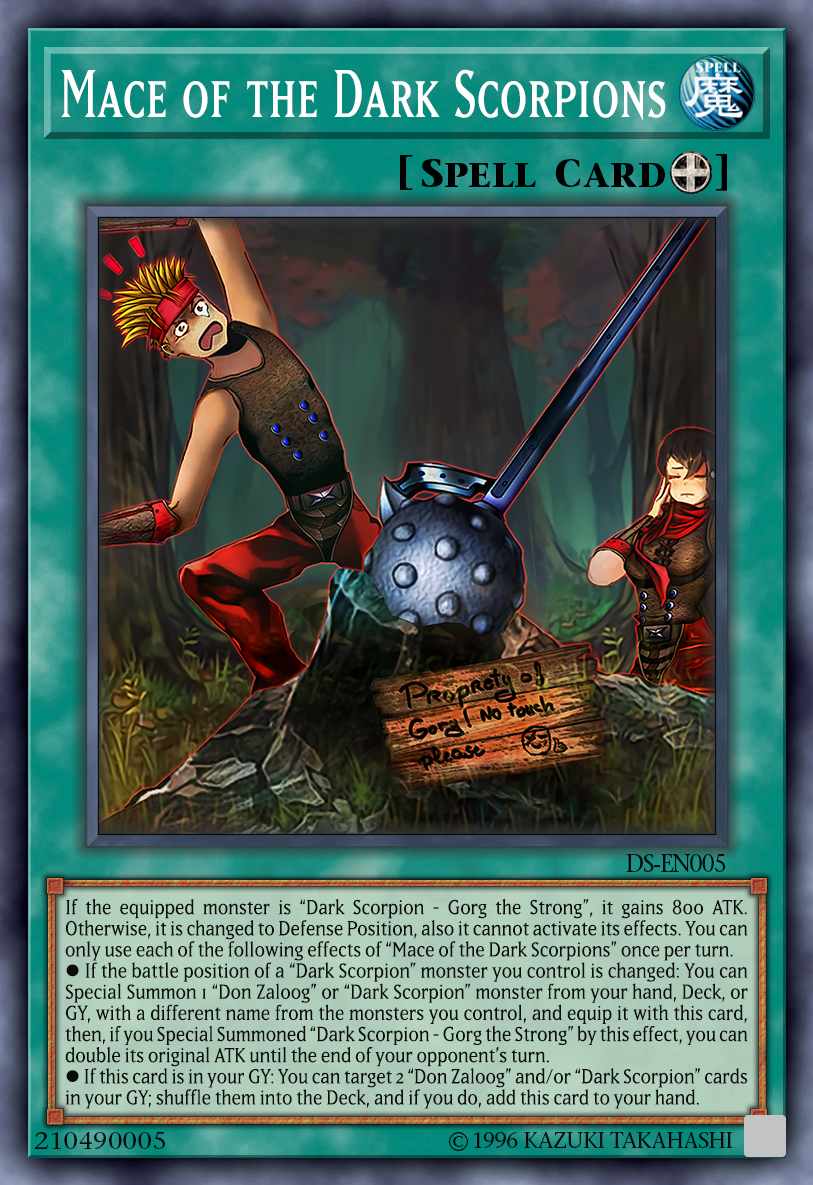 Mace of the Dark Scorpions
SPELL
魔
[Spell Card]
Proprety of
Gorg! No touch
please
DS-EN005
If the equipped monster is “Dark Scorpion - Gorg the Strong”, it gains 800 ATK.
Otherwise, it is changed to Defense Position, also it cannot activate its effects. You can
only use each of the following effects of “Mace of the Dark Scorpions” once per turn.
● If the battle position of a “Dark Scorpion” monster you control is changed: You can
Special Summon 1 “Don Zaloog” or “Dark Scorpion” monster from your hand, Deck, or
GY, with a different name from the monsters you control, and equip it with this card,
then, if you Special Summoned “Dark Scorpion - Gorg the Strong” by this effect, you can
double its original ATK until the end of your opponent’s turn.
● If this card is in your GY: You can target 2 “Don Zaloog” and/or “Dark Scorpion” cards
in your GY; shuffle them into the Deck, and if you do, add this card to your hand.
210490005
© 1996 KAZUKI TAKAHASHI